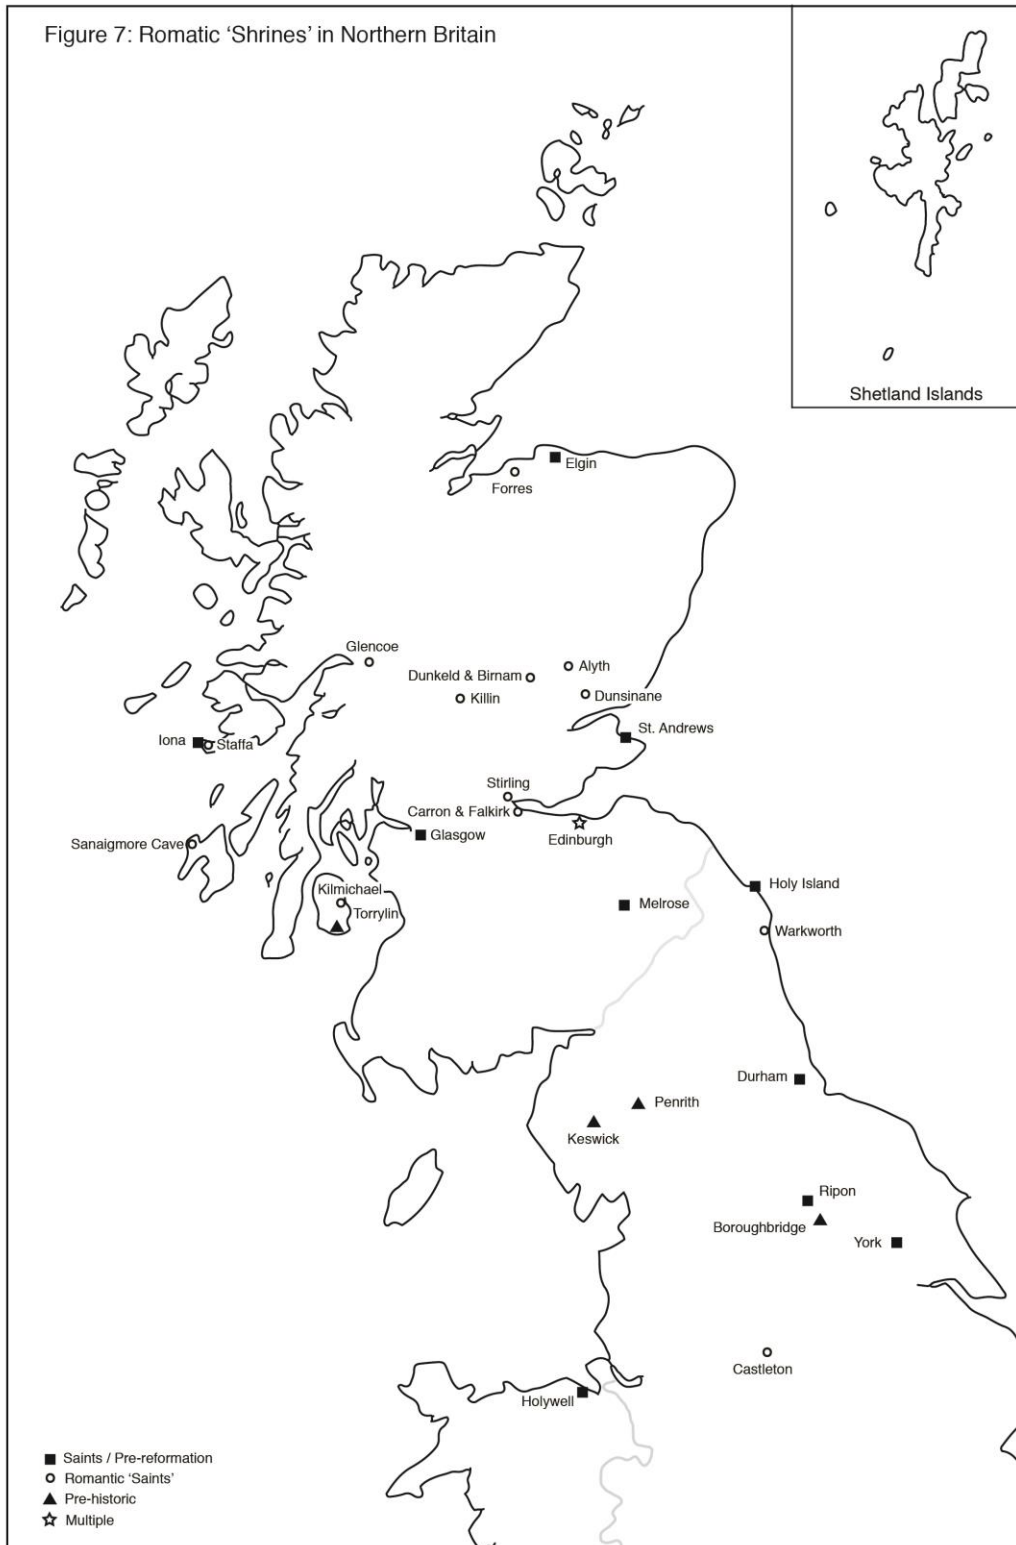 Figure 7: Romatic ‘Shrines’ in Northern Britain
Shetland Islands
Elgin
Forres
Glencoe
Alyth
Dunkeld & Birnam
Dunsinane
Killin
St. Andrews
Iona
Staffa
Stirling
Carron & Falkirk
Glasgow
Edinburgh
Sanaigmore Cave
Kilmichael
Torrylin
Holy Island
Melrose
Warkworth
Durham
Penrith
Keswick
Ripon
Boroughbridge
York
Castleton
Holywell
Saints / Pre-reformation
Romantic ‘Saints’
Pre-historic
Multiple